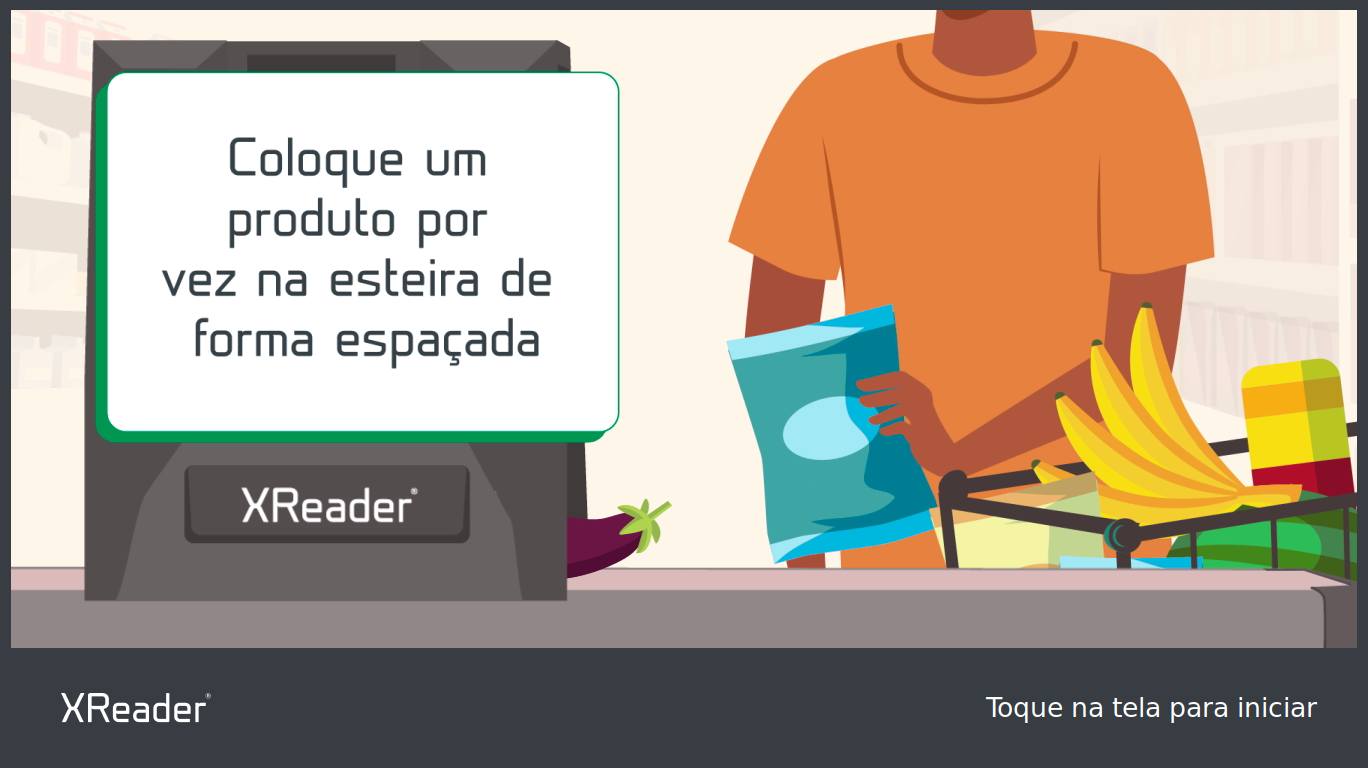 Coloque um
produto por
vez na esteira de
forma espaçada
XReader®
XReader®
Toque na tela para iniciar